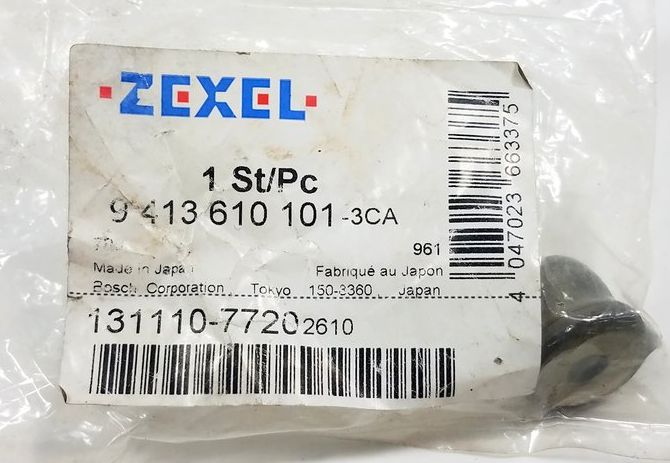 ZEXEL
1 St/Pc
9 413 610 101-3CA
961
Made in Japan Fabriqué au Japon
Bosch Corporation, Tokyo 150-8360, Japan
131110-7720 2610
4 047023 663375